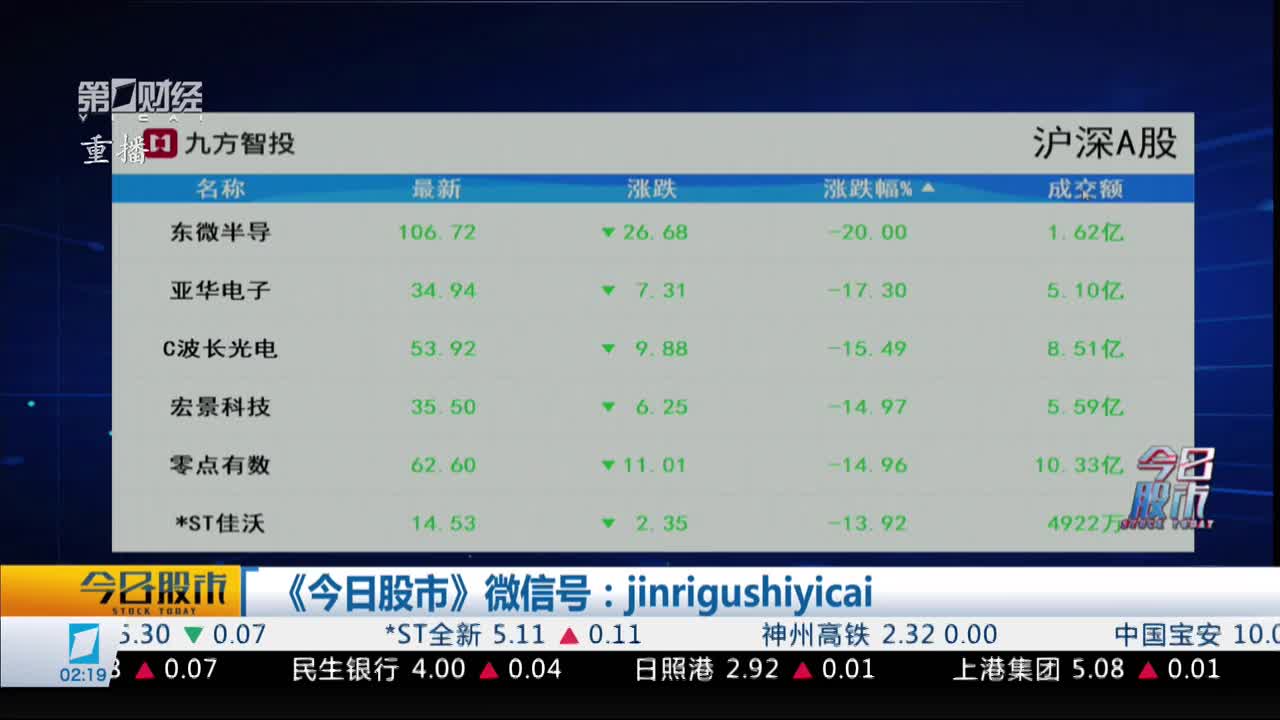 第一财经
YICAI
重播
九方智投
沪深A股
名称 最新 涨跌 涨跌幅% 成交额
东微半导 106.72 ▼26.68 -20.00 1.62亿
亚华电子 34.94 ▼ 7.31 -17.30 5.10亿
C波长光电 53.92 ▼ 9.88 -15.49 8.51亿
宏景科技 35.50 ▼ 6.25 -14.97 5.59亿
零点有数 62.60 ▼11.01 -14.96 10.33亿
*ST佳沃 14.53 ▼ 2.35 -13.92 4922万
今日
股市
STOCK TODAY
今日股市
STOCK TODAY
《今日股市》微信号：jinrigushiyicai
5.30 ▼ 0.07 *ST全新 5.11 ▲ 0.11 神州高铁 2.32 0.00 中国宝安 10.0
02:19
▲ 0.07 民生银行 4.00 ▲ 0.04 日照港 2.92 ▲ 0.01 上港集团 5.08 ▲ 0.01